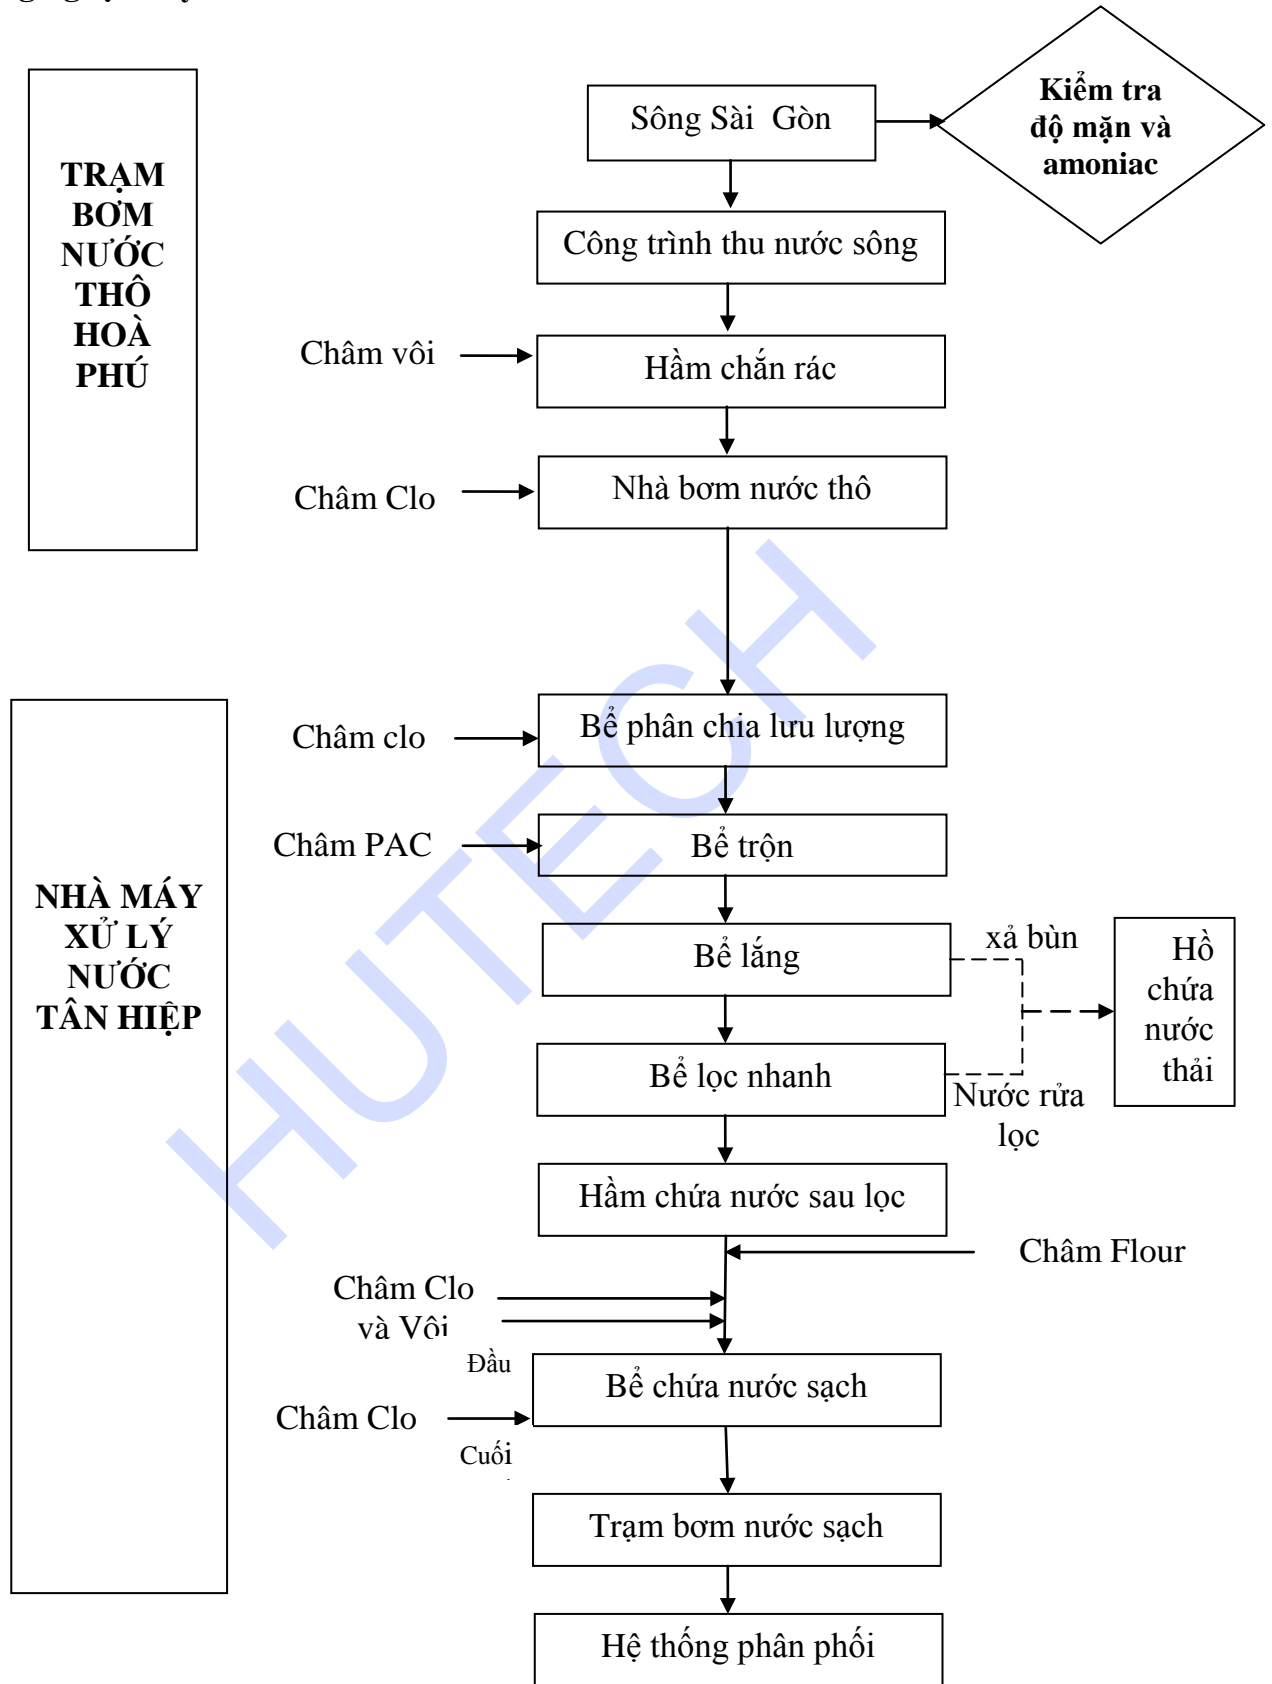 Kiểm tra
độ mặn và
amoniac
Sông Sài Gòn
TRẠM
BƠM
NƯỚC
THÔ
HOÀ
PHÚ
Công trình thu nước sông
Châm vôi
Hầm chắn rác
Châm Clo
Nhà bơm nước thô
Châm clo
Bể phân chia lưu lượng
Châm PAC
Bể trộn
NHÀ MÁY
XỬ LÝ
NƯỚC
TÂN HIỆP
Bể lắng
xả bùn
Hồ
chứa
nước
thải
Bể lọc nhanh
Nước rửa
lọc
Hầm chứa nước sau lọc
Châm Flour
Châm Clo
và Vôi
Đầu
Bể chứa nước sạch
Châm Clo
Cuối
Trạm bơm nước sạch
Hệ thống phân phối
HUTECH